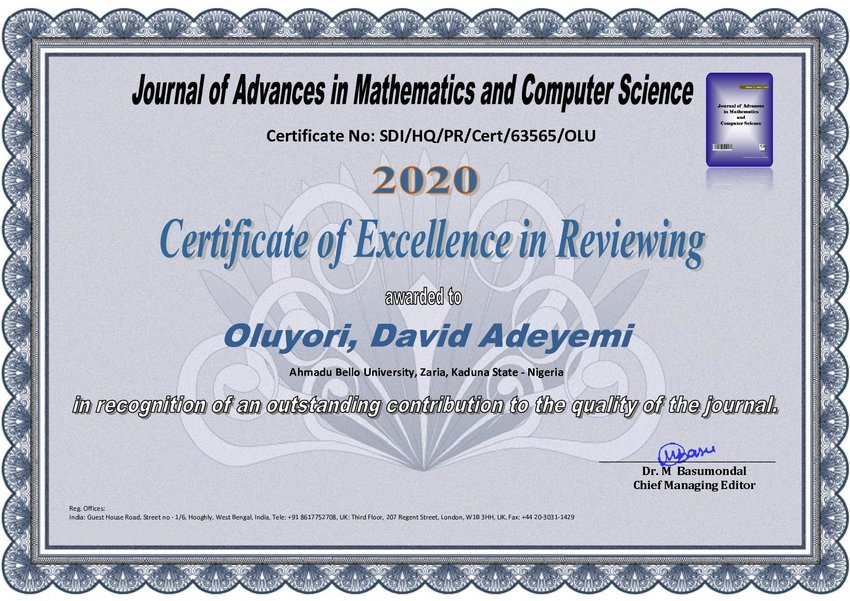 Journal of Advances in Mathematics and Computer Science
Journal of Advances
in Mathematics
and
Computer Science
Certificate No: SDI/HQ/PR/Cert/63565/OLU
2020
Certificate of Excellence in Reviewing
awarded to
Oluyori, David Adeyemi
Ahmadu Bello University, Zaria, Kaduna State - Nigeria
in recognition of an outstanding contribution to the quality of the journal.
MBasu
Dr. M Basumondal
Chief Managing Editor
Reg. Offices:
India: Guest House Road, Street no - 1/6, Hooghly, West Bengal, India, Tele: +91 8617752708, UK: Third Floor, 207 Regent Street, London, W1B 3HH, UK, Fax: +44 20-3031-1429